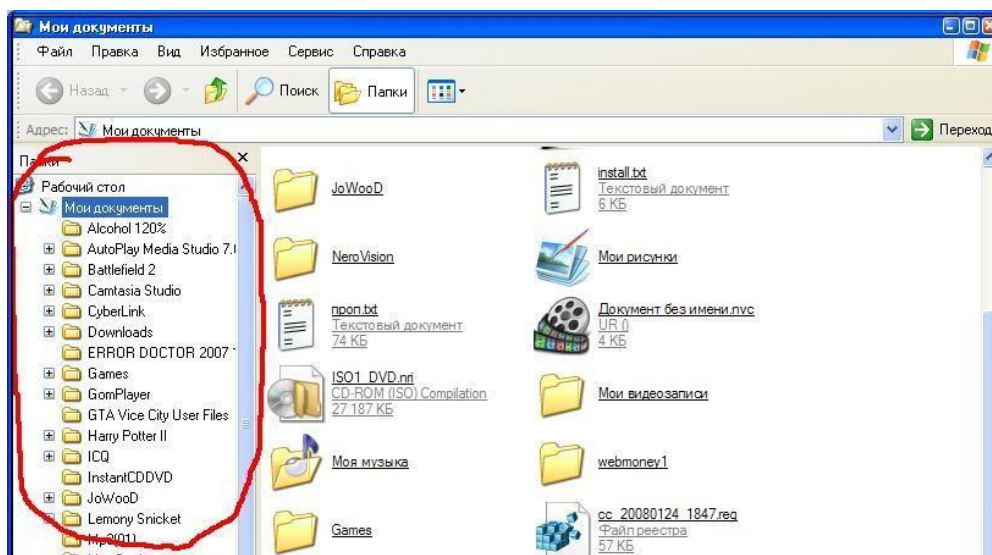 Мои документы
Файл Правка Вид Избранное Сервис Справка
Назад Поиск Папки
Адрес: Мои документы Переход
Папки
Рабочий стол
Мои документы
Alcohol 120%
AutoPlay Media Studio 7.
Battlefield 2
Camtasia Studio
CyberLink
Downloads
ERROR DOCTOR 2007
Games
GomPlayer
GTA Vice City User Files
Harry Potter II
ICQ
InstantCDDVD
JoWooD
Lemony Snicket
Mp3(01)
JoWooD
install.txt
Текстовый документ
6 КБ
NeroVision
Мои рисунки
проп.txt
Текстовый документ
74 КБ
Документ без имени.nvc
UR ()
4 КБ
ISO1_DVD.nri
CD-ROM (ISO) Compilation
27 187 КБ
Мои видеозаписи
Моя музыка
webmoney1
Games
cc_20080124_1847.reg
Файл реестра
57 КБ